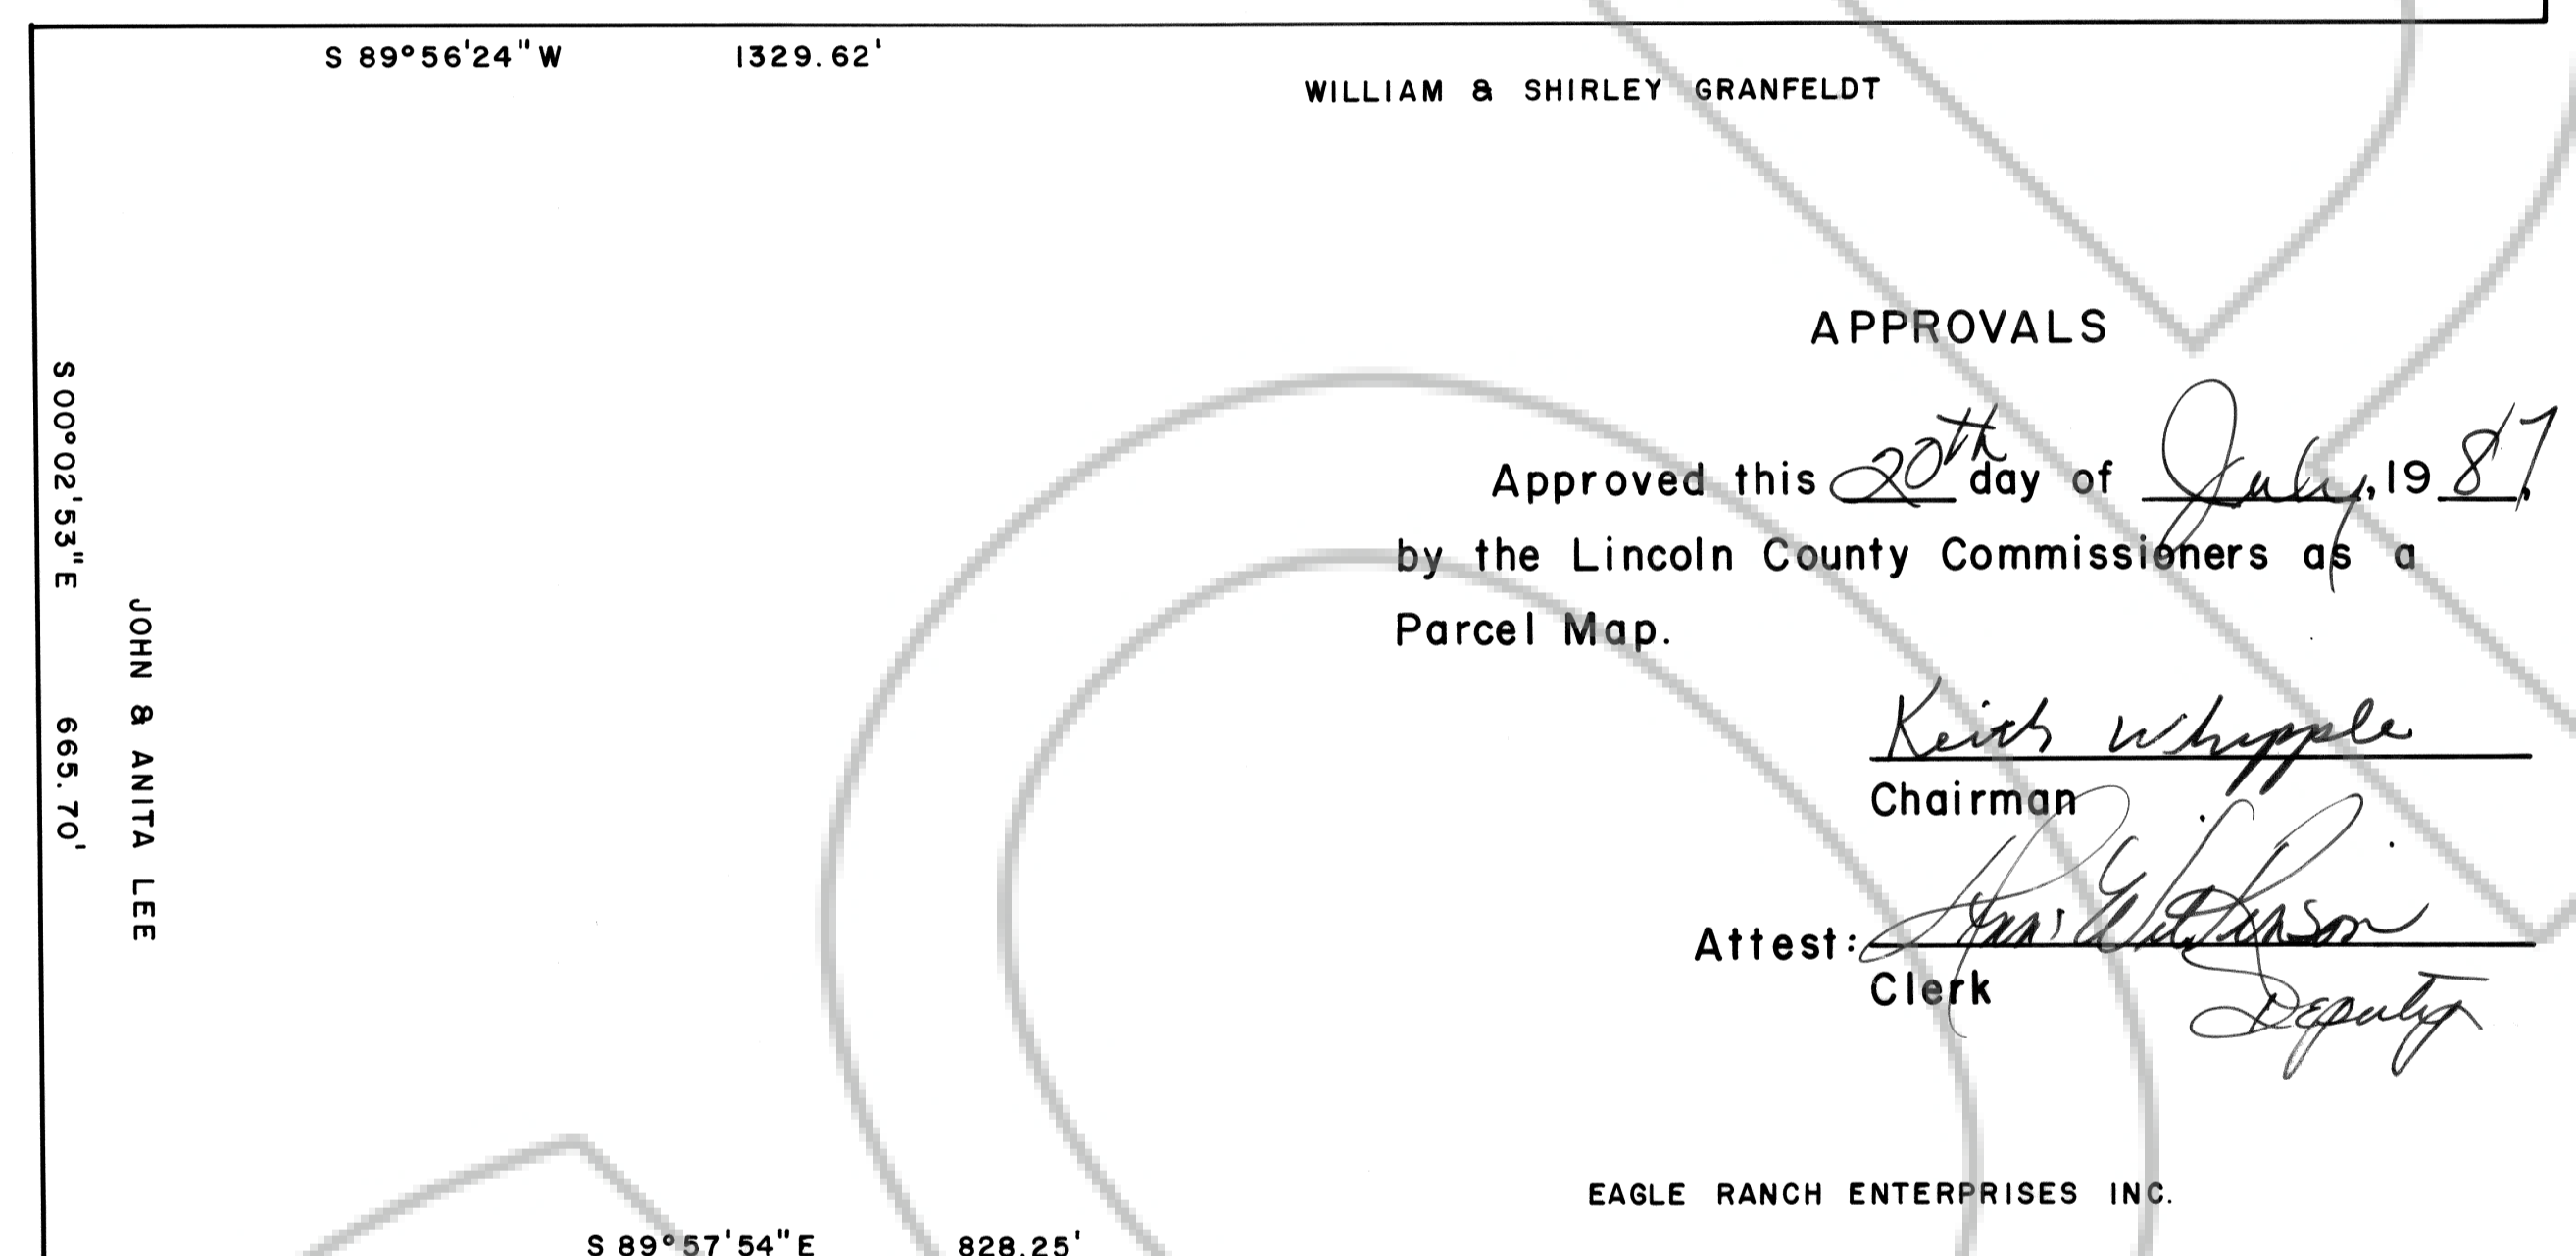 S 89°56'24" W 1329.62'
WILLIAM & SHIRLEY GRANFELDT
S 00°02'53" E 665.70'
JOHN & ANITA LEE
APPROVALS
Approved this 20th day of July, 1987,
by the Lincoln County Commissioners as a
Parcel Map.
Keith Whipple
Chairman
Attest: Wilkinson
Clerk Deputy
EAGLE RANCH ENTERPRISES INC.
S 89°57'54" E 828.25'